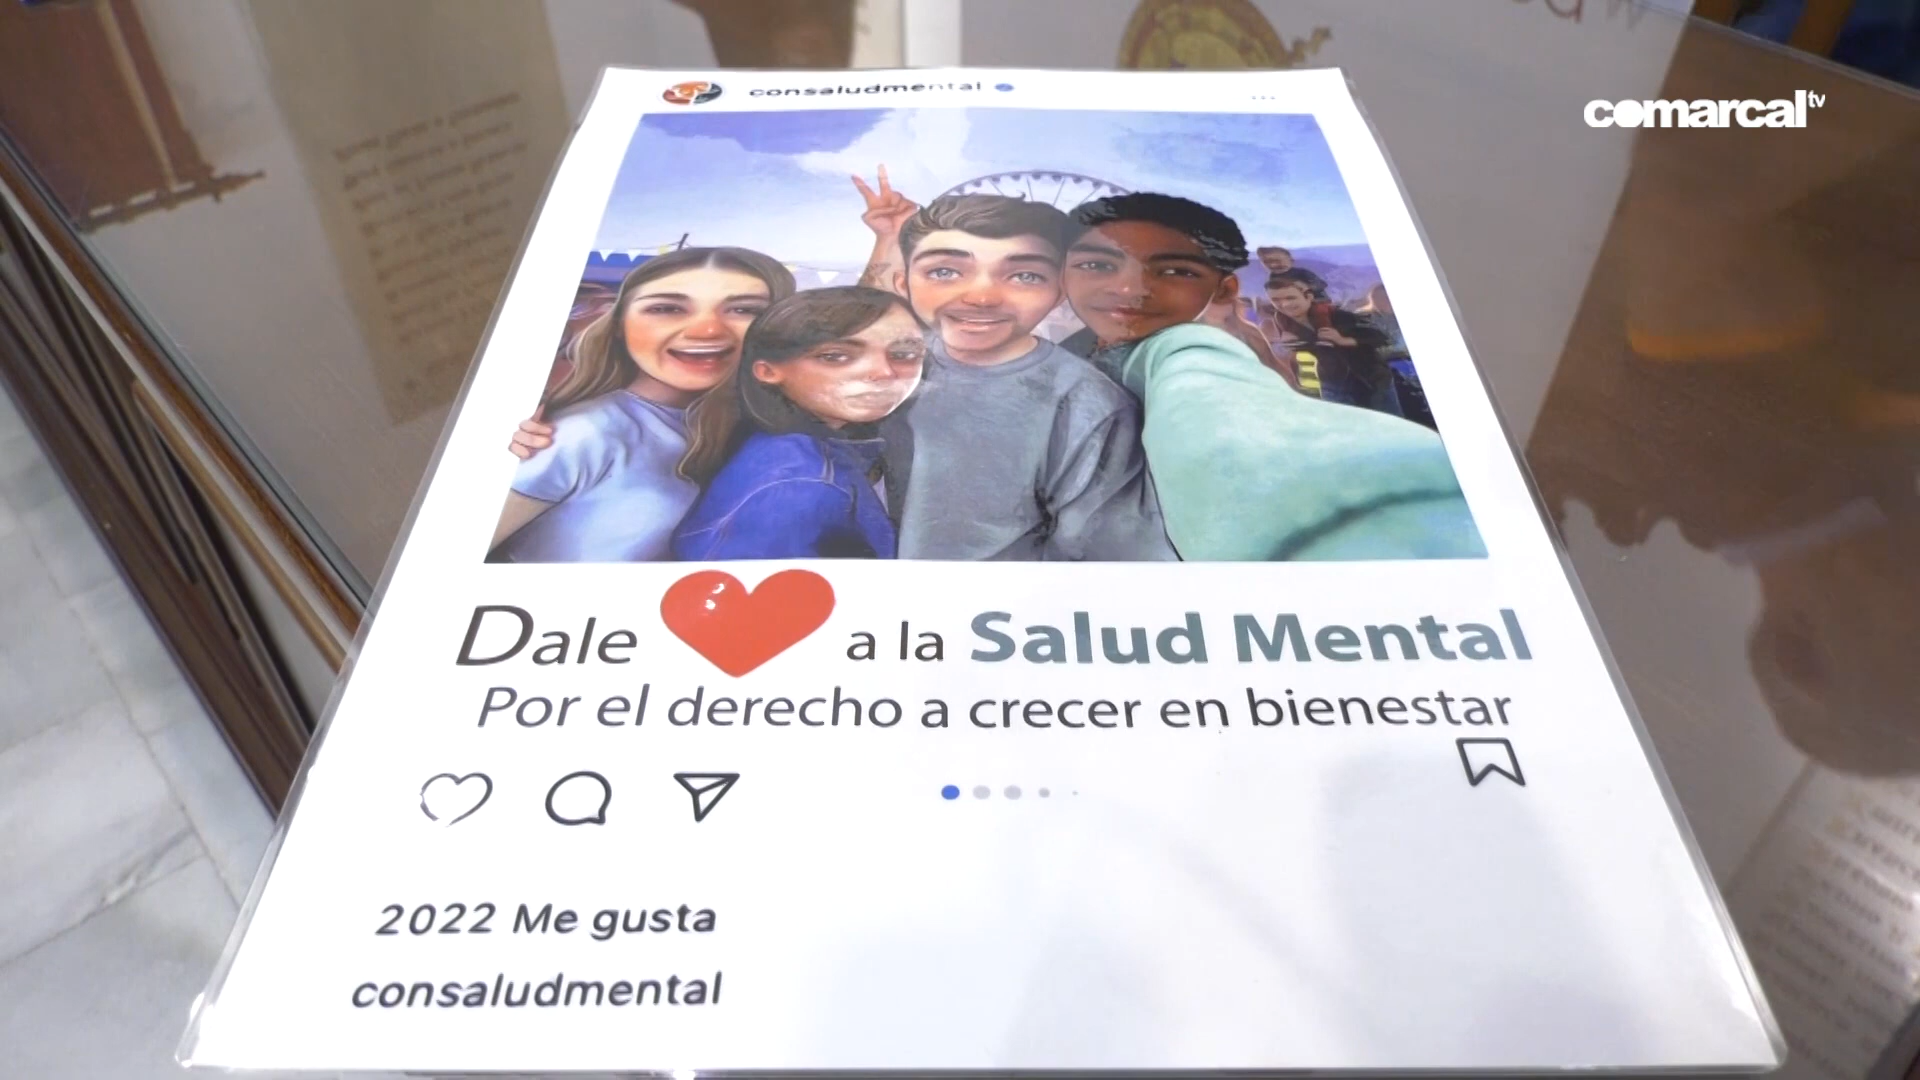 comarcal tv
consaludmental
Dale a la Salud Mental
Por el derecho a crecer en bienestar
2022 Me gusta
consaludmental